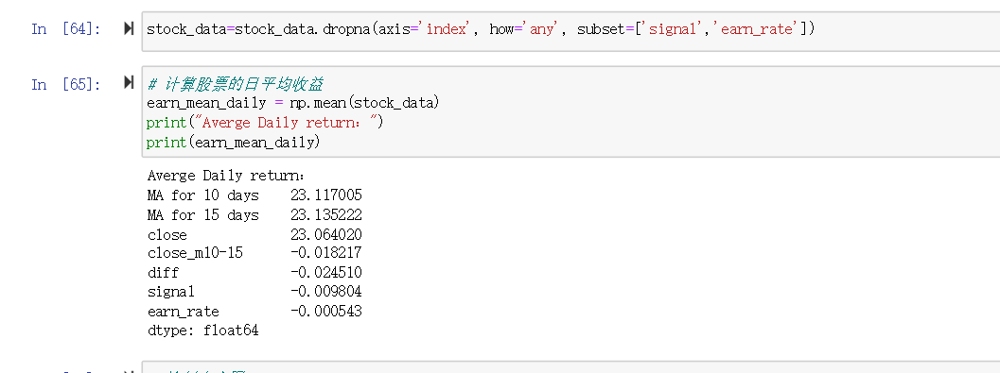 In [64]: stock_data=stock_data.dropna(axis='index', how='any', subset=['signal','earn_rate'])
In [65]: # 计算股票的日平均收益
earn_mean_daily = np.mean(stock_data)
print("Averge Daily return：")
print(earn_mean_daily)
Averge Daily return：
MA for 10 days    23.117005
MA for 15 days    23.135222
close             23.064020
close_m10-15      -0.018217
diff              -0.024510
signal            -0.009804
earn_rate         -0.000543
dtype: float64